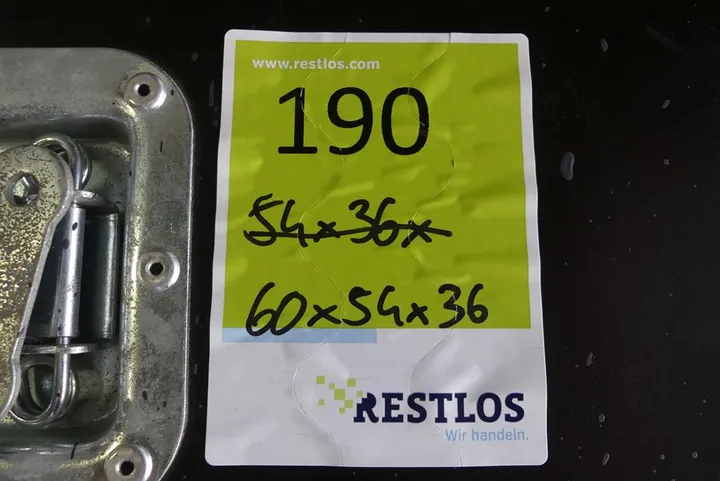 www.restlos.com
190
54x36x
60x54x36
RESTLOS
Wir handeln.